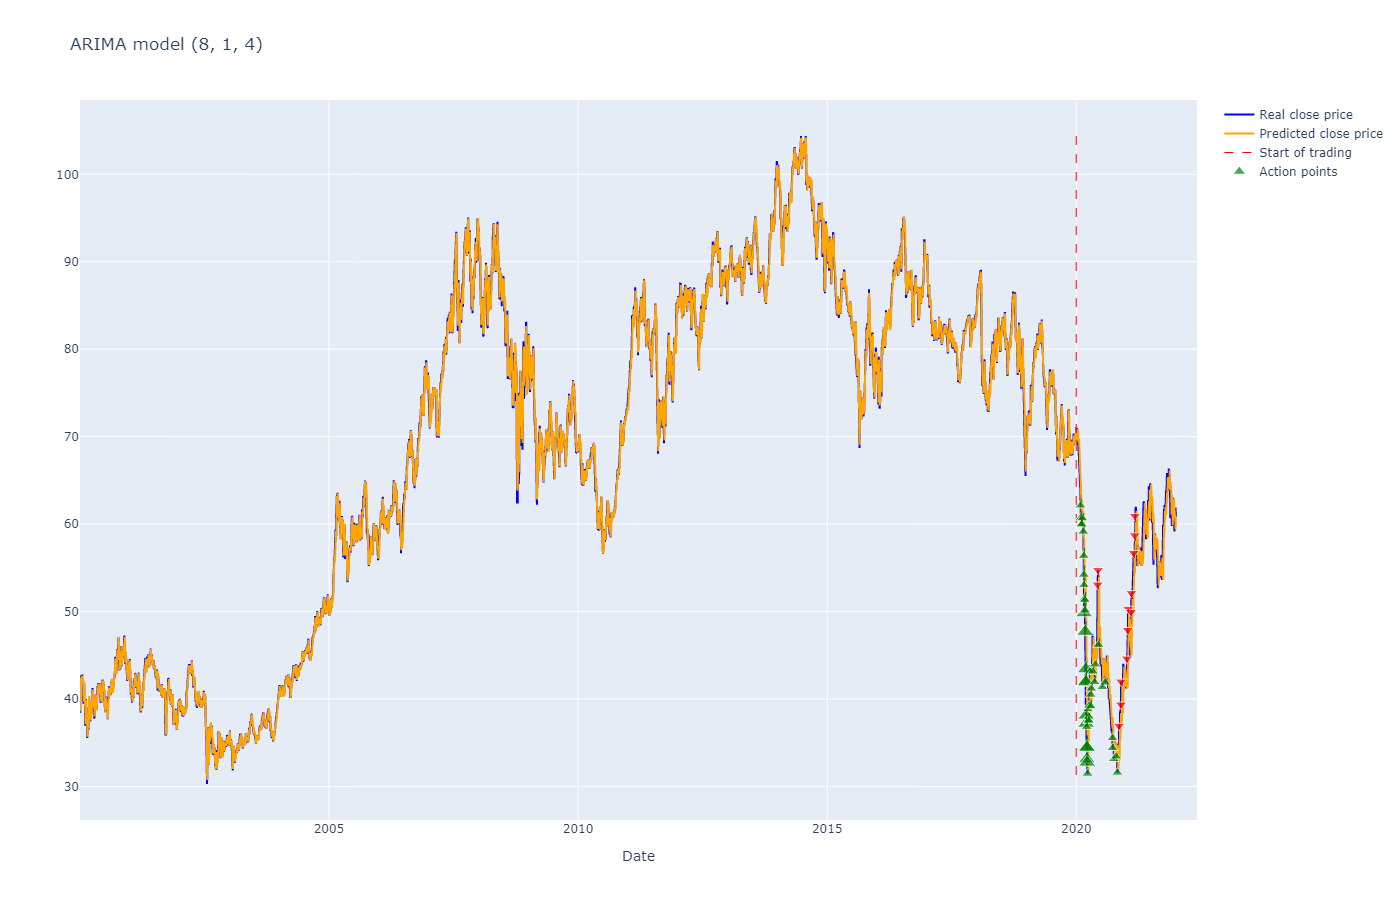 ARIMA model (8, 1, 4)
Real close price
Predicted close price
Start of trading
Action points
100
90
80
70
60
50
40
30
2005
2010
2015
2020
Date